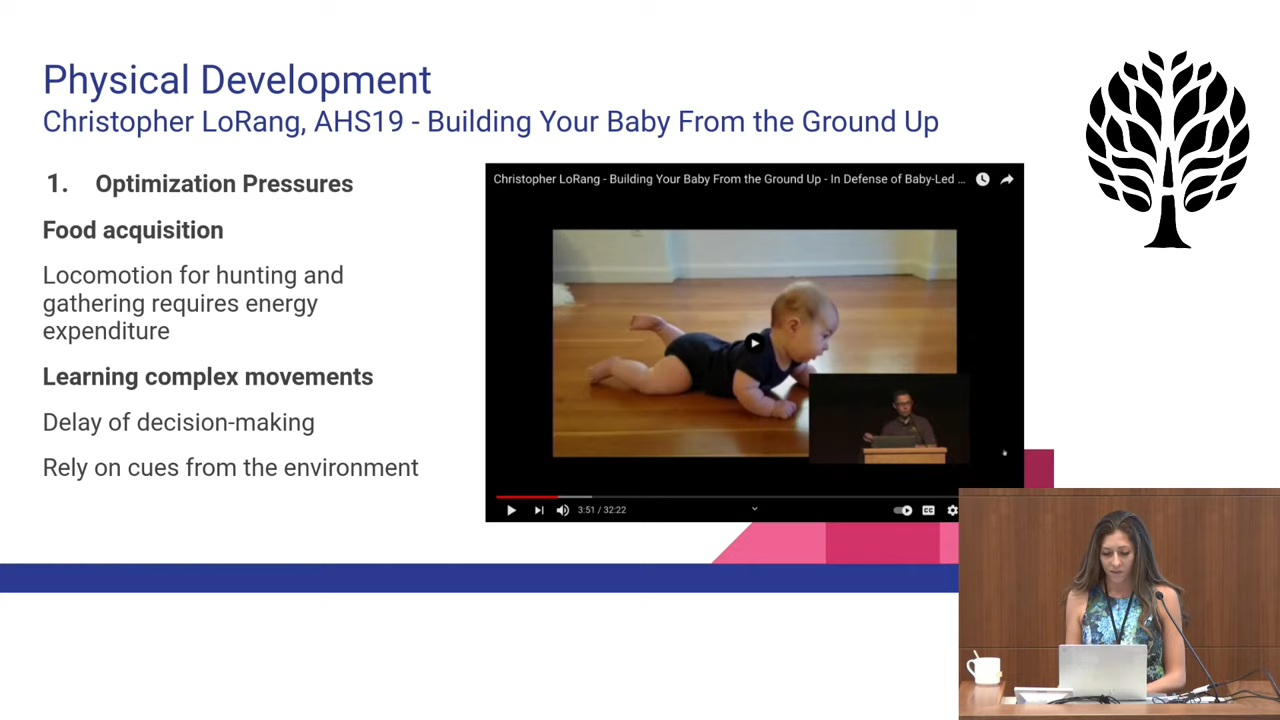 Physical Development
Christopher LoRang, AHS19 - Building Your Baby From the Ground Up
1. Optimization Pressures
Food acquisition
Locomotion for hunting and
gathering requires energy
expenditure
Learning complex movements
Delay of decision-making
Rely on cues from the environment
Christopher LoRang - Building Your Baby From the Ground Up - In Defense of Baby-Led ...
3:51 / 32:22
CC